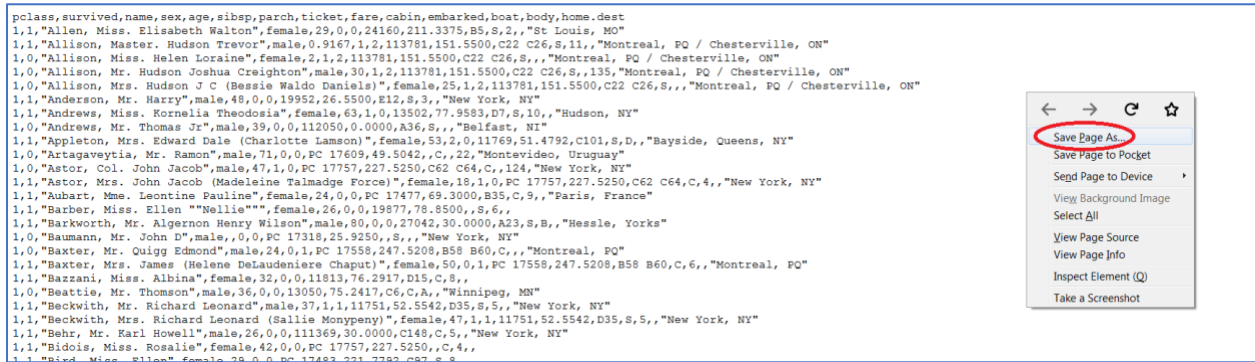 pclass,survived,name,sex,age,sibsp,parch,ticket,fare,cabin,embarked,boat,body,home.dest
1,1,"Allen, Miss. Elisabeth Walton",female,29,0,0,24160,211.3375,B5,S,2,,"St Louis, MO"
1,1,"Allison, Master. Hudson Trevor",male,0.9167,1,2,113781,151.5500,C22 C26,S,11,,"Montreal, PQ / Chesterville, ON"
1,0,"Allison, Miss. Helen Loraine",female,2,1,2,113781,151.5500,C22 C26,S,,,"Montreal, PQ / Chesterville, ON"
1,0,"Allison, Mr. Hudson Joshua Creighton",male,30,1,2,113781,151.5500,C22 C26,S,,135,"Montreal, PQ / Chesterville, ON"
1,0,"Allison, Mrs. Hudson J C (Bessie Waldo Daniels)",female,25,1,2,113781,151.5500,C22 C26,S,,,"Montreal, PQ / Chesterville, ON"
1,1,"Anderson, Mr. Harry",male,48,0,0,19952,26.5500,E12,S,3,,"New York, NY"
1,1,"Andrews, Miss. Kornelia Theodosia",female,63,1,0,13502,77.9583,D7,S,10,,"Hudson, NY"
1,0,"Andrews, Mr. Thomas Jr",male,39,0,0,112050,0.0000,A36,S,,,"Belfast, NI"
1,1,"Appleton, Mrs. Edward Dale (Charlotte Lamson)",female,53,2,0,11769,51.4792,C101,S,D,,"Bayside, Queens, NY"
1,0,"Artagaveytia, Mr. Ramon",male,71,0,0,PC 17609,49.5042,,C,,22,"Montevideo, Uruguay"
1,0,"Astor, Col. John Jacob",male,47,1,0,PC 17757,227.5250,C62 C64,C,,124,"New York, NY"
1,1,"Astor, Mrs. John Jacob (Madeleine Talmadge Force)",female,18,1,0,PC 17757,227.5250,C62 C64,C,4,,"New York, NY"
1,1,"Aubart, Mme. Leontine Pauline",female,24,0,0,PC 17477,69.3000,B35,C,9,,"Paris, France"
1,1,"Barber, Miss. Ellen ""Nellie""",female,26,0,0,19877,78.8500,,S,6,,
1,1,"Barkworth, Mr. Algernon Henry Wilson",male,80,0,0,27042,30.0000,A23,S,B,,"Hessle, Yorks"
1,0,"Baumann, Mr. John D",male,,0,0,PC 17318,25.9250,,S,,,"New York, NY"
1,0,"Baxter, Mr. Quigg Edmond",male,24,0,1,PC 17558,247.5208,B58 B60,C,,,"Montreal, PQ"
1,1,"Baxter, Mrs. James (Helene DeLaudeniere Chaput)",female,50,0,1,PC 17558,247.5208,B58 B60,C,6,,"Montreal, PQ"
1,1,"Bazzani, Miss. Albina",female,32,0,0,11813,76.2917,D15,C,8,,
1,0,"Beattie, Mr. Thomson",male,36,0,0,13050,75.2417,C6,C,A,,"Winnipeg, MN"
1,1,"Beckwith, Mr. Richard Leonard",male,37,1,1,11751,52.5542,D35,S,5,,"New York, NY"
1,1,"Beckwith, Mrs. Richard Leonard (Sallie Monypeny)",female,47,1,1,11751,52.5542,D35,S,5,,"New York, NY"
1,1,"Behr, Mr. Karl Howell",male,26,0,0,111369,30.0000,C148,C,5,,"New York, NY"
1,1,"Bidois, Miss. Rosalie",female,42,0,0,PC 17757,227.5250,,C,4,,
1,1,"Bird, Miss. Ellen",female,29,0,0,PC 17483,221.7792,C97,S,8,,
Save Page As...
Save Page to Pocket
Send Page to Device
View Background Image
Select All
View Page Source
View Page Info
Inspect Element (Q)
Take a Screenshot